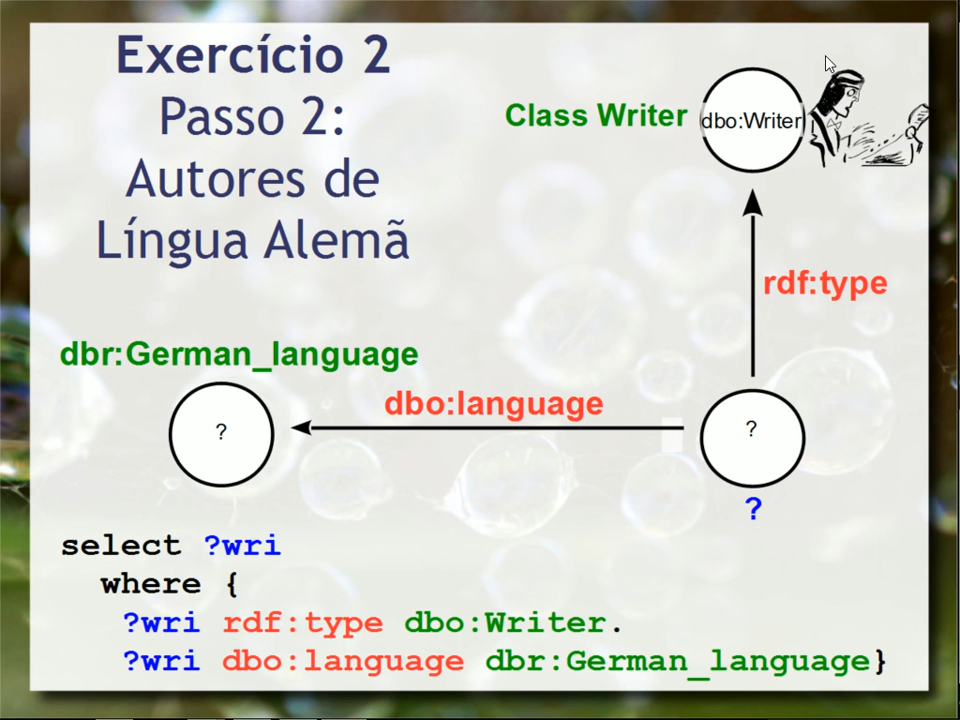 Exercício 2
Passo 2:
Autores de
Língua Alemã
Class Writer
dbo:Writer
rdf:type
dbr:German_language
dbo:language
?
?
?
select ?wri
where {
?wri rdf:type dbo:Writer.
?wri dbo:language dbr:German_language}